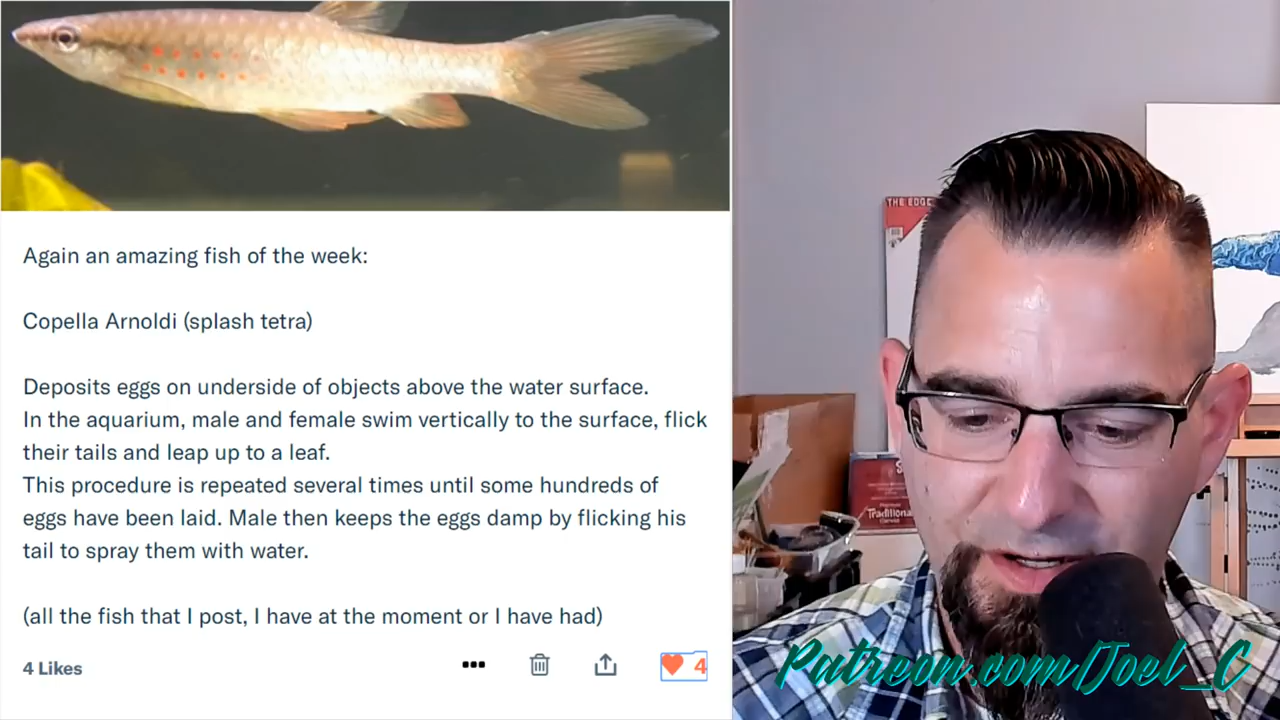 Again an amazing fish of the week:
Copella Arnoldi (splash tetra)
Deposits eggs on underside of objects above the water surface.
In the aquarium, male and female swim vertically to the surface, flick
their tails and leap up to a leaf.
This procedure is repeated several times until some hundreds of
eggs have been laid. Male then keeps the eggs damp by flicking his
tail to spray them with water.
(all the fish that I post, I have at the moment or I have had)
4 Likes
4
THE EDGE
Traditional
Patreon.com/Joel_C